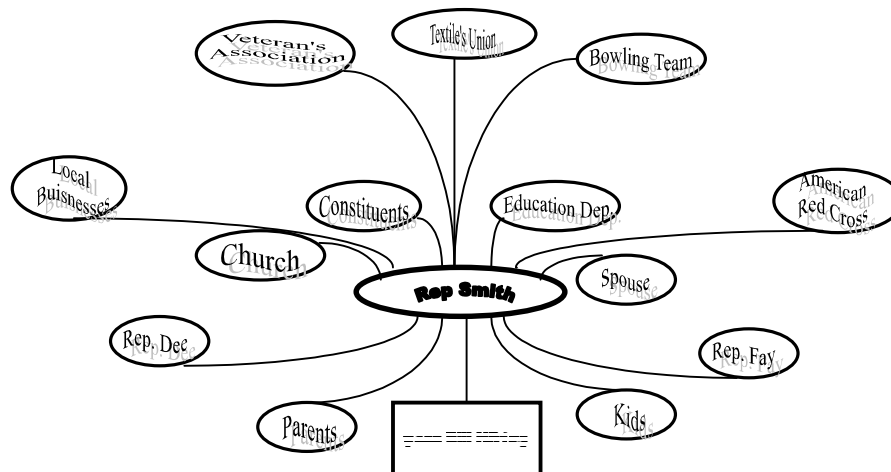 Textile's Union
Veteran's
Association
Bowling Team
Local
Buisnesses
American
Red Cross
Constituents
Education Dep.
Church
Spouse
Rep Smith
Rep. Dee
Rep. Fay
Parents
Kids